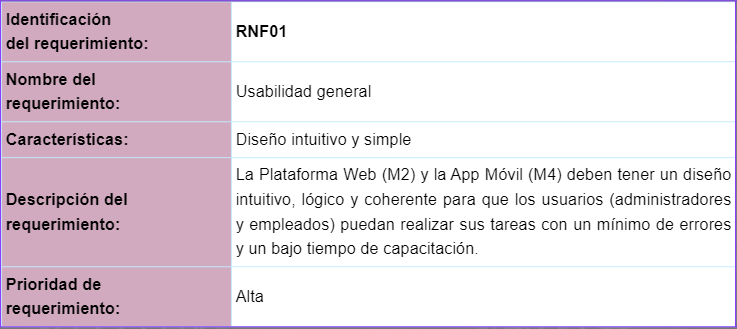 Identificación
del requerimiento:
RNF01
Nombre del
requerimiento:
Usabilidad general
Características:
Diseño intuitivo y simple
Descripción del
requerimiento:
La Plataforma Web (M2) y la App Móvil (M4) deben tener un diseño
intuitivo, lógico y coherente para que los usuarios (administradores
y empleados) puedan realizar sus tareas con un mínimo de errores
y un bajo tiempo de capacitación.
Prioridad de
requerimiento:
Alta